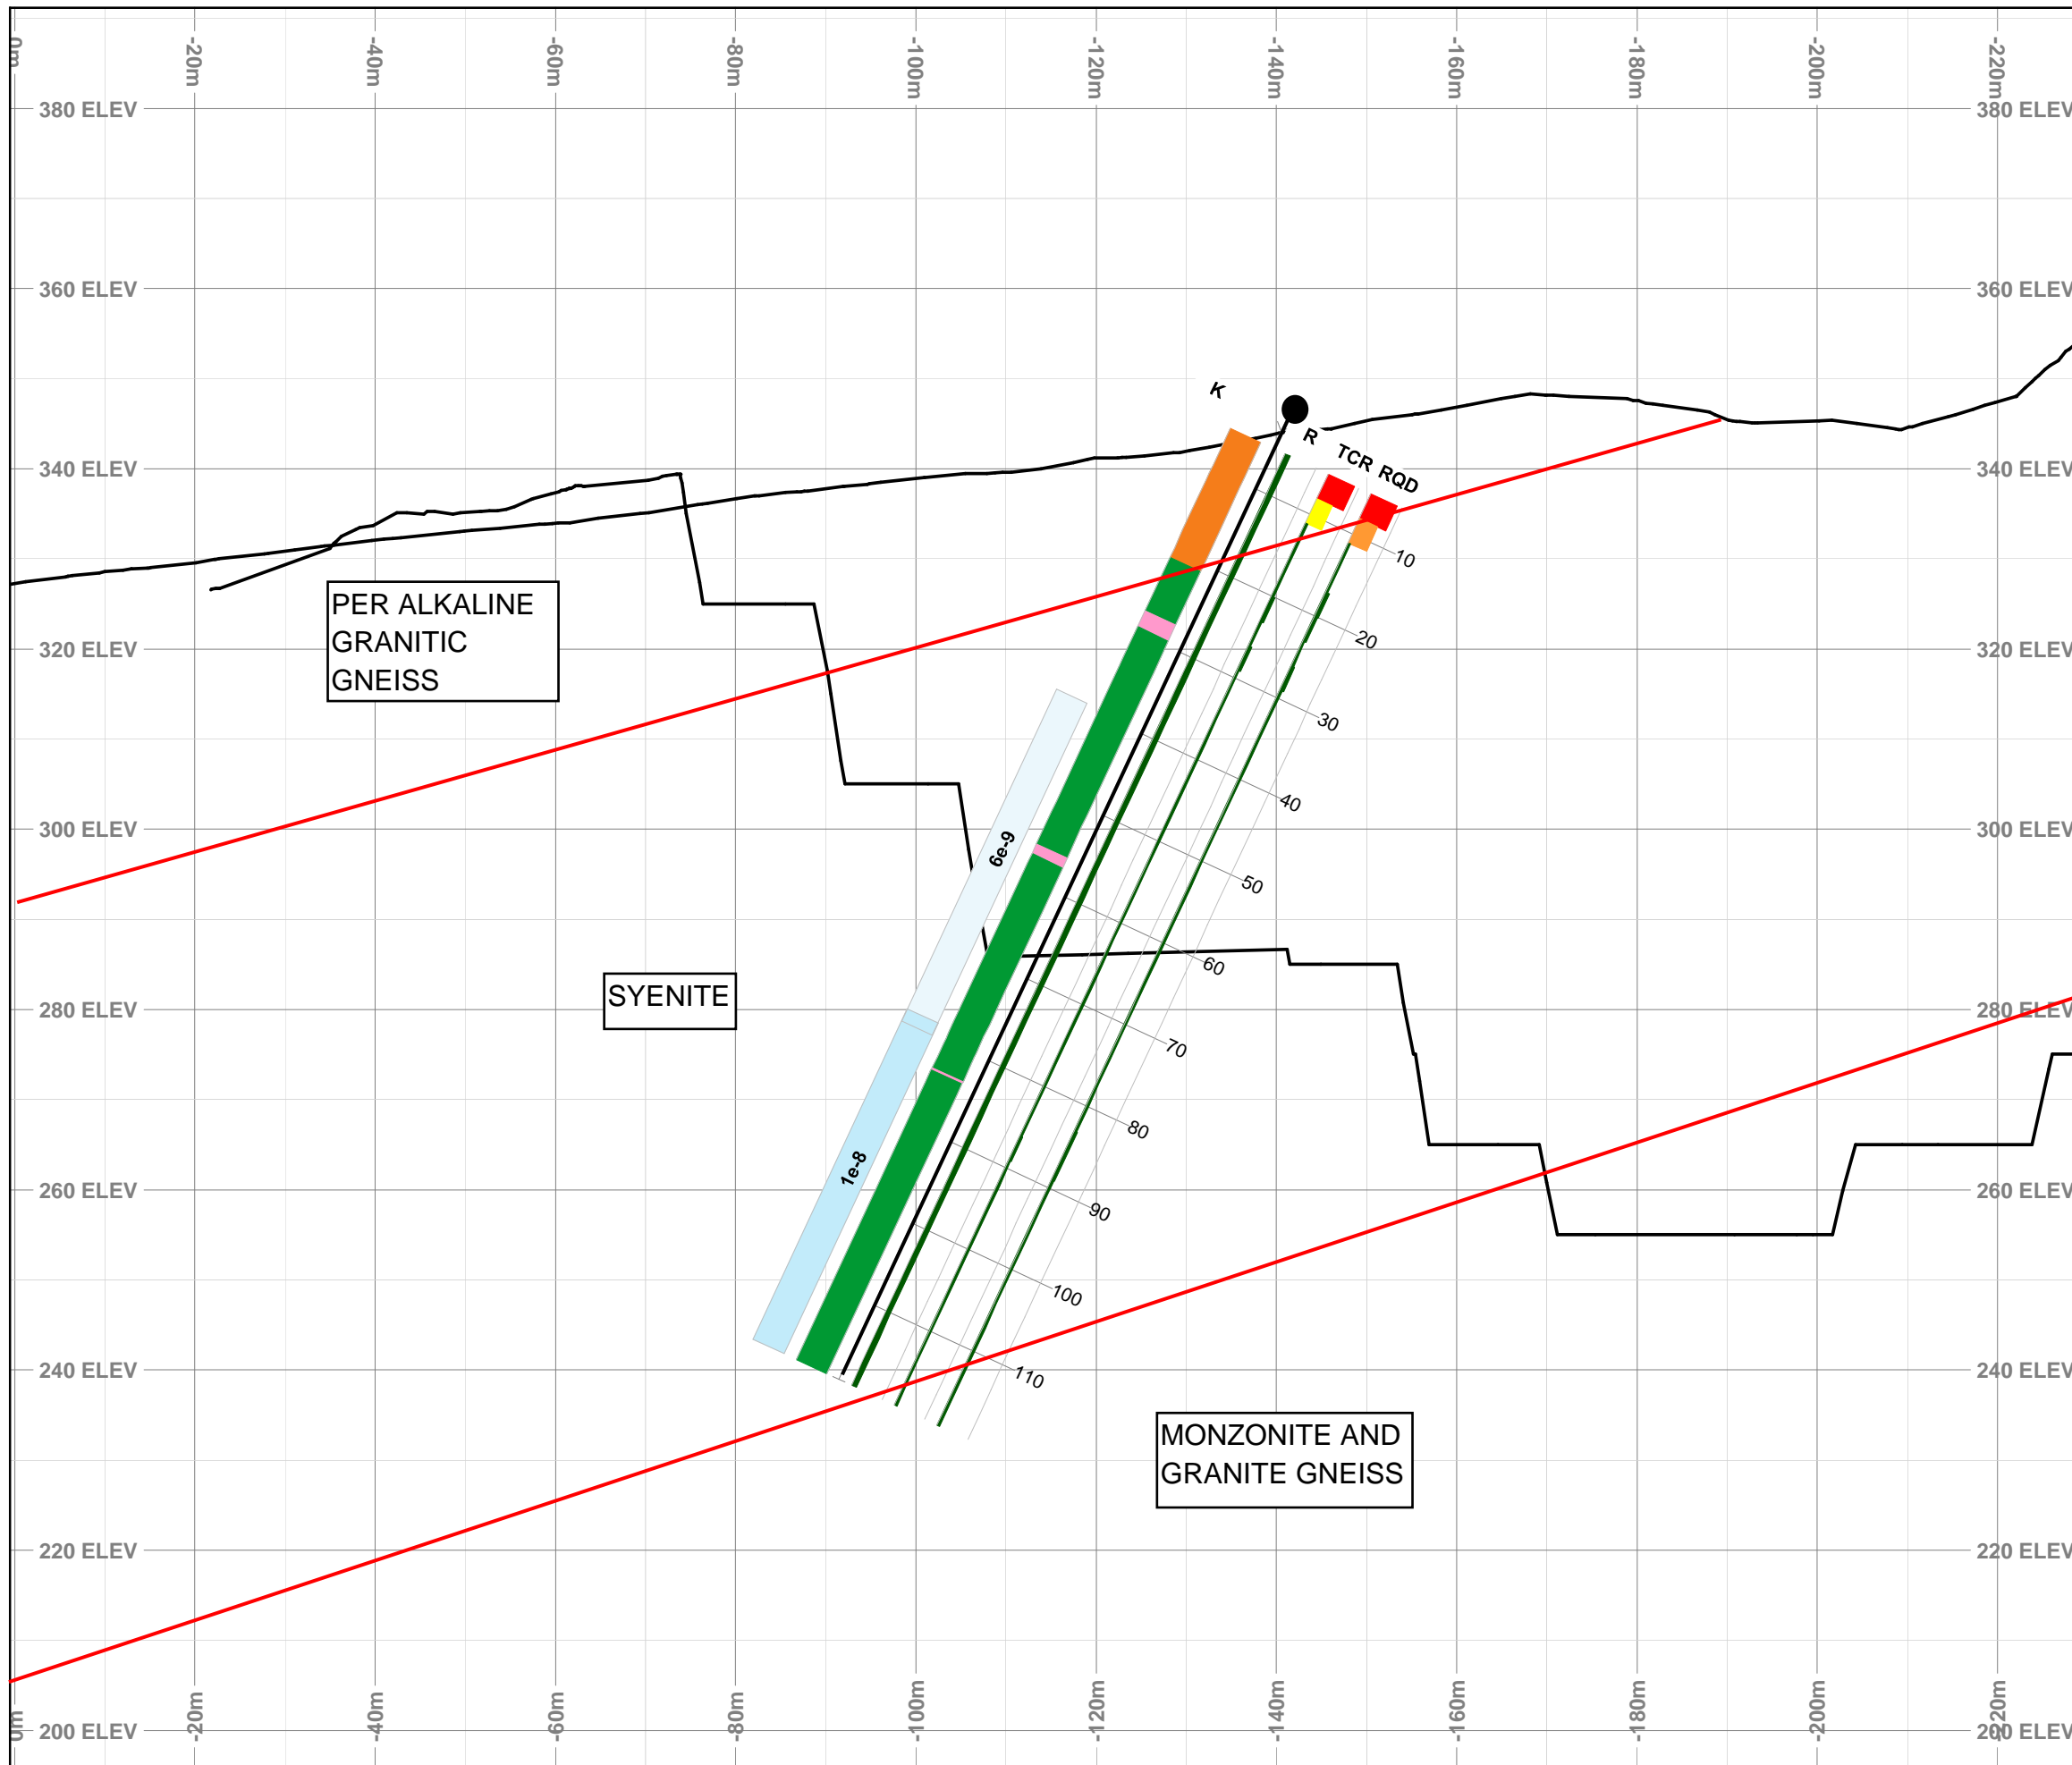 0m -20m -40m -60m -80m -100m -120m -140m -160m -180m -200m -220m
380 ELEV 380 ELEV
360 ELEV 360 ELEV
K
R TCR RQD
340 ELEV 340 ELEV
10
PER ALKALINE
GRANITIC
GNEISS
20
320 ELEV 320 ELEV
30
40
300 ELEV 300 ELEV
6e-9
50
60
SYENITE
280 ELEV 280 ELEV
70
80
1e-8
260 ELEV 260 ELEV
90
100
240 ELEV 240 ELEV
110
MONZONITE AND
GRANITE GNEISS
220 ELEV 220 ELEV
0m -20m -40m -60m -80m -100m -120m -140m -160m -180m -200m -220m
200 ELEV 200 ELEV